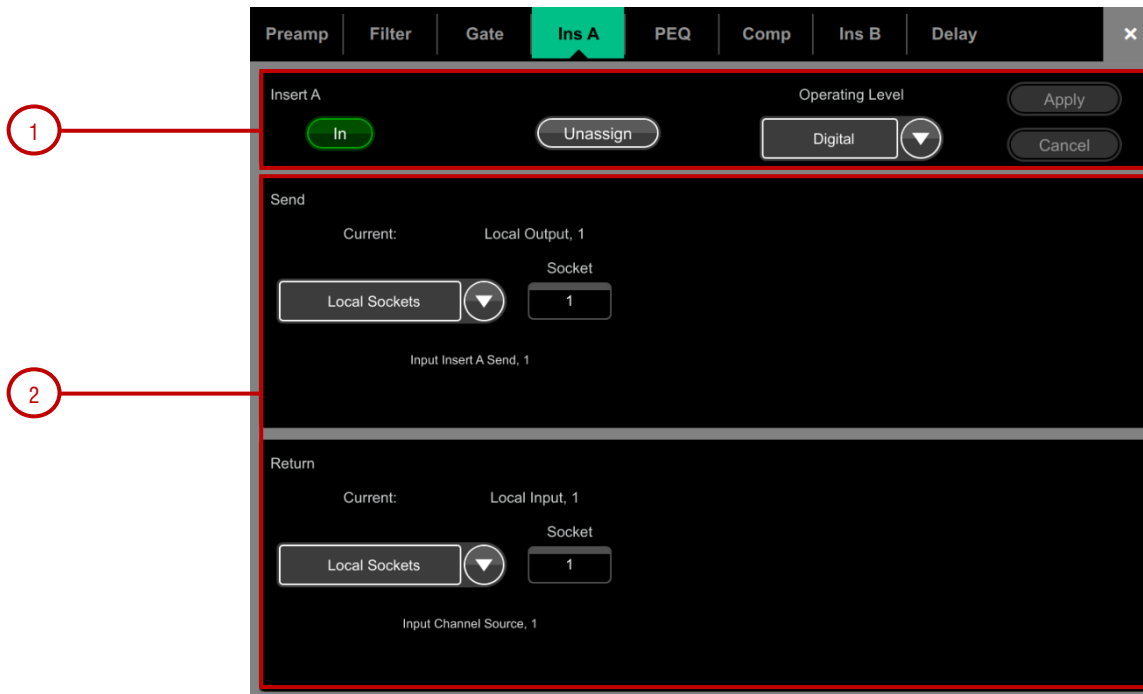 Preamp Filter Gate Ins A PEQ Comp Ins B Delay ×
Insert A
Operating Level
Apply
1
In
Unassign
Digital
Cancel
Send
Current: Local Output, 1
Socket
Local Sockets
1
Input Insert A Send, 1
2
Return
Current: Local Input, 1
Socket
Local Sockets
1
Input Channel Source, 1